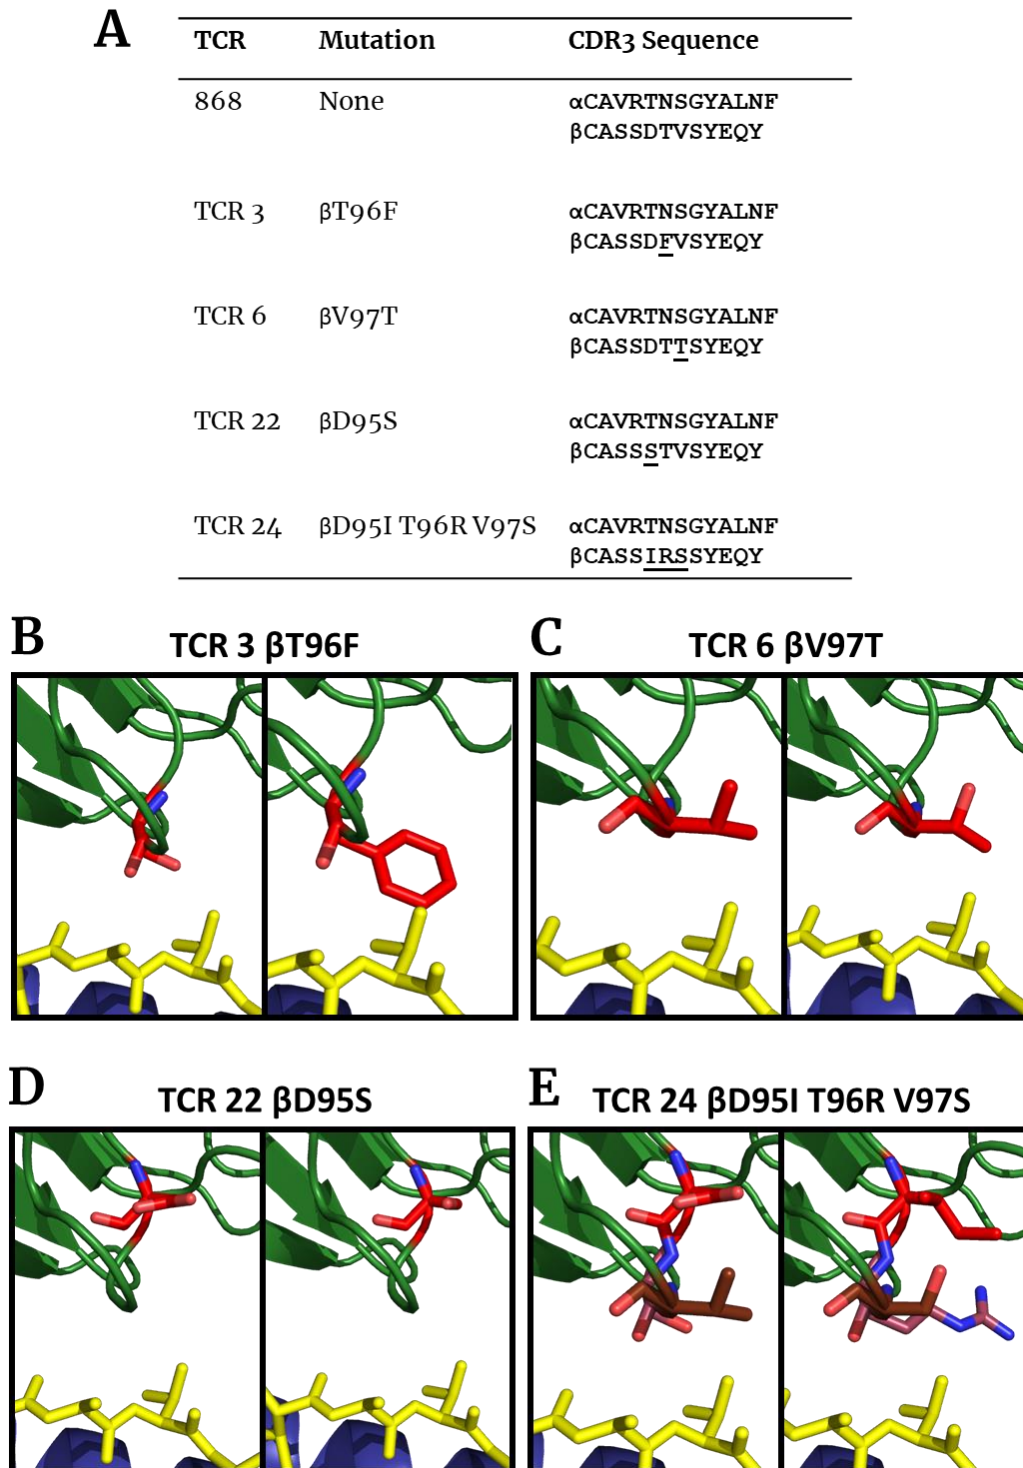 A
TCR Mutation CDR3 Sequence
868 None αCAVRTNSGYALNF
βCASSDTVSYEQY
TCR 3 βT96F αCAVRTNSGYALNF
βCASSDFVSYEQY
TCR 6 βV97T αCAVRTNSGYALNF
βCASSDTTSYEQY
TCR 22 βD95S αCAVRTNSGYALNF
βCASSSTVSYEQY
TCR 24 βD95I T96R V97S αCAVRTNSGYALNF
βCASSIRSSYEQY
B TCR 3 βT96F
C TCR 6 βV97T
D TCR 22 βD95S
E TCR 24 βD95I T96R V97S